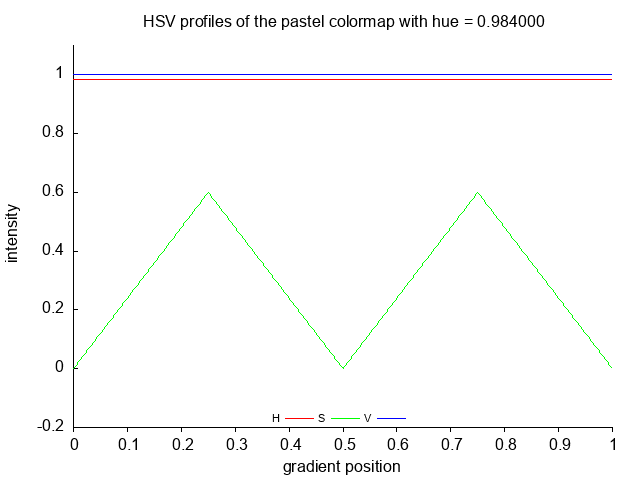 HSV profiles of the pastel colormap with hue = 0.984000
1
0.8
0.6
0.4
0.2
0
-0.2
intensity
H S V
0 0.1 0.2 0.3 0.4 0.5 0.6 0.7 0.8 0.9 1
gradient position